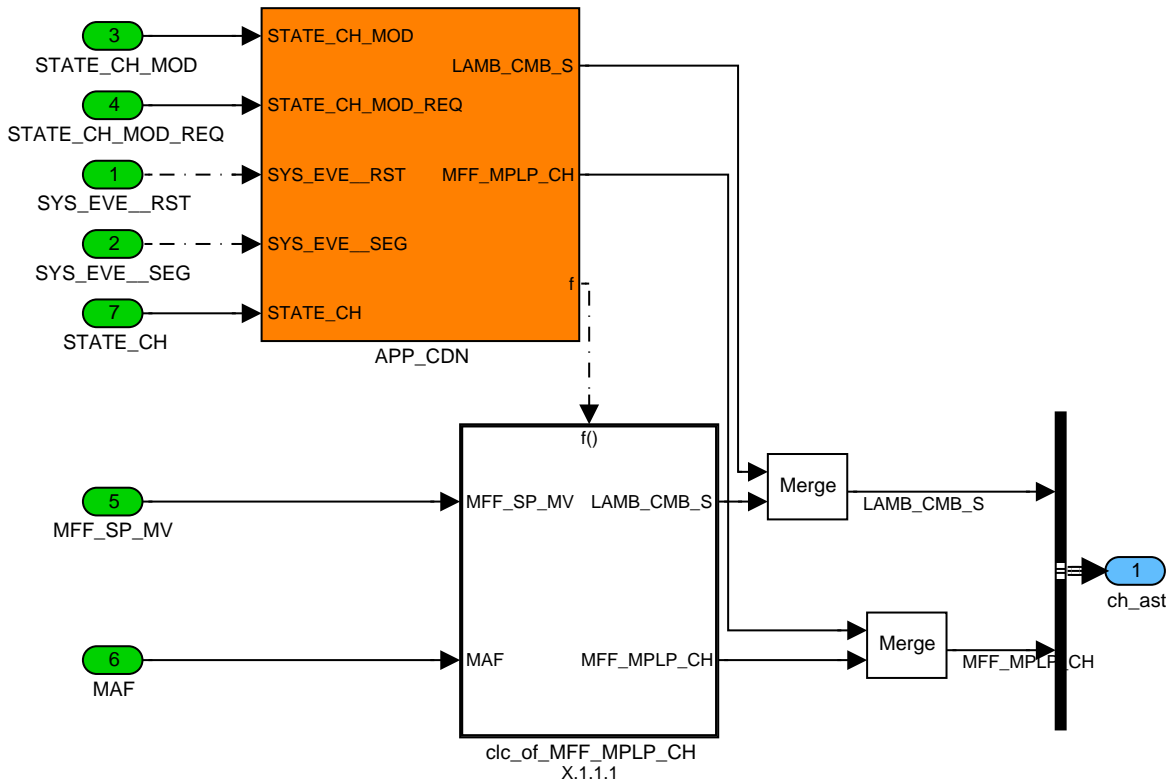 3
STATE_CH_MOD
4
STATE_CH_MOD_REQ
1
SYS_EVE__RST
2
SYS_EVE__SEG
7
STATE_CH
STATE_CH_MOD
STATE_CH_MOD_REQ
SYS_EVE__RST
SYS_EVE__SEG
STATE_CH
LAMB_CMB_S
MFF_MPLP_CH
f
APP_CDN
5
MFF_SP_MV
6
MAF
f()
MFF_SP_MV
LAMB_CMB_S
MAF
MFF_MPLP_CH
clc_of_MFF_MPLP_CH
X.1.1.1
Merge
LAMB_CMB_S
Merge
MFF_MPLP_CH
1
ch_ast